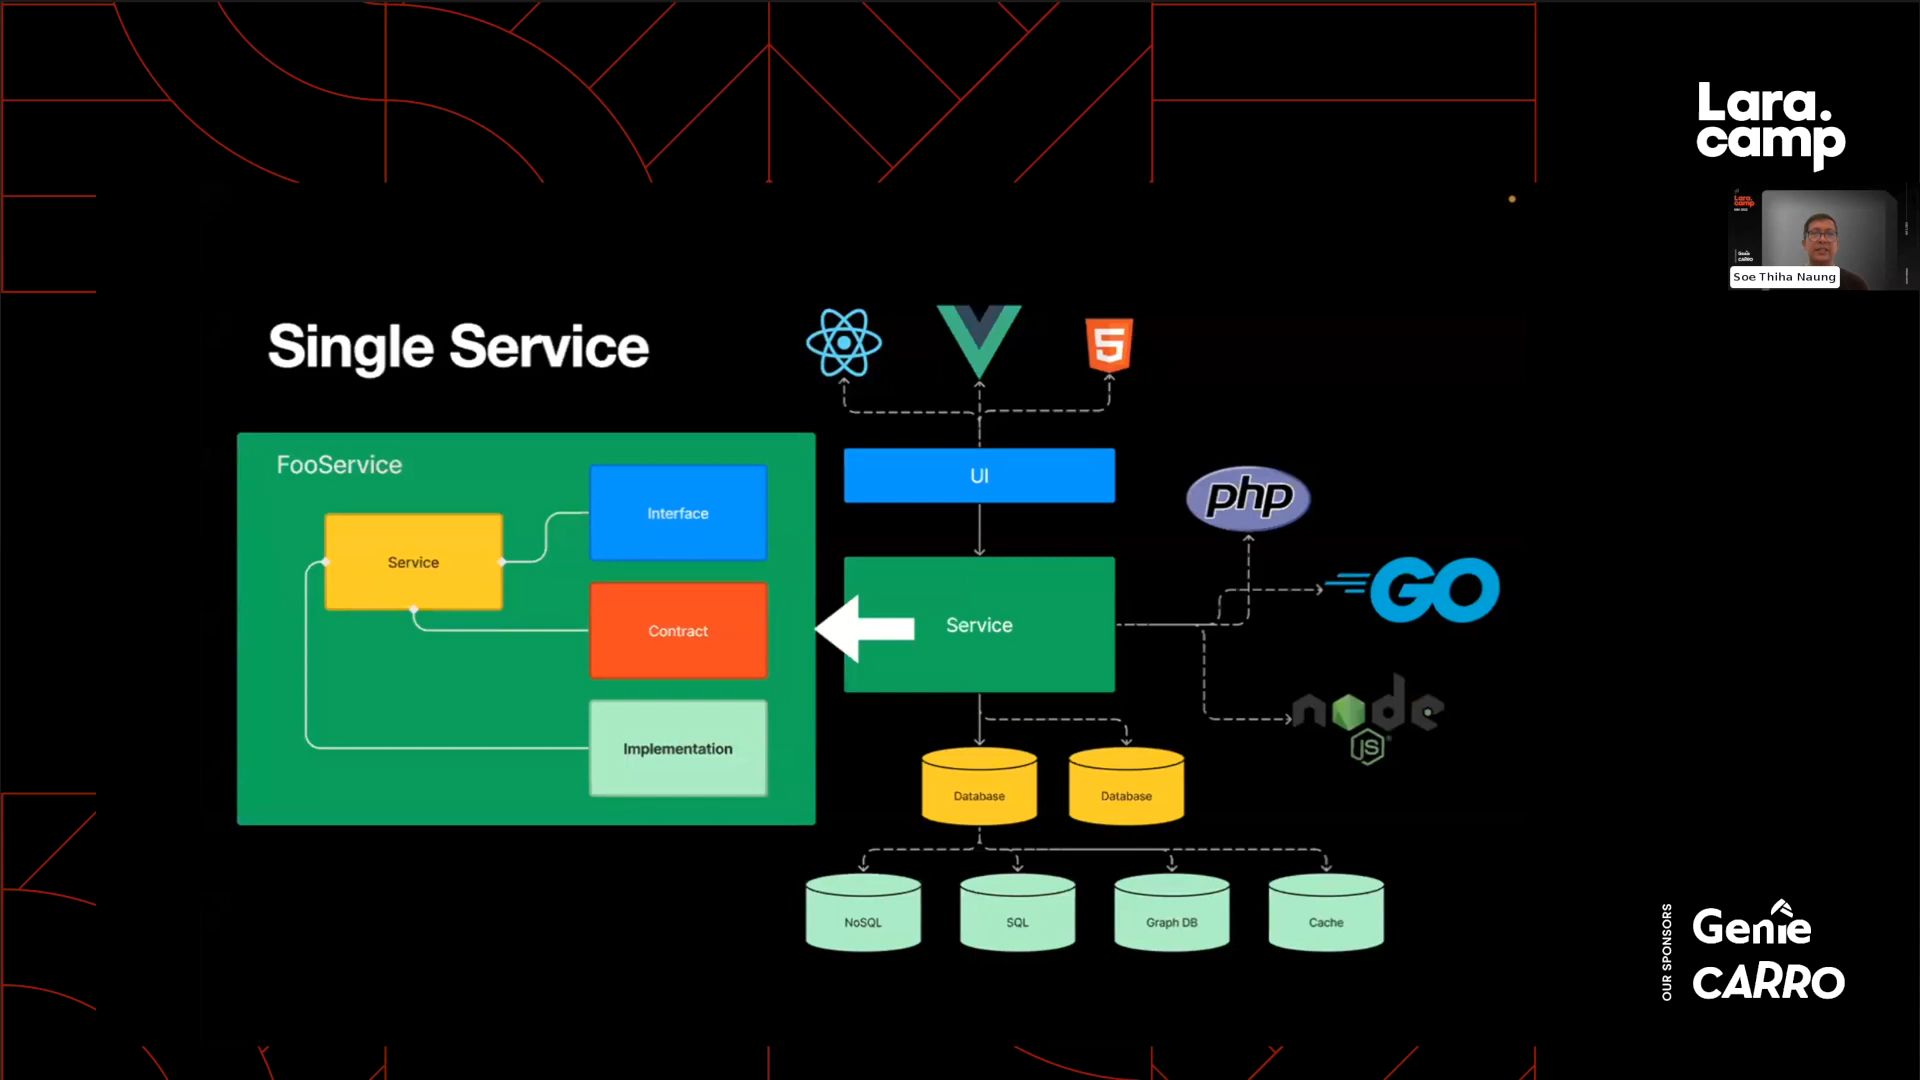 Lara.
camp
Soe Thiha Naung
Single Service
5
FooService
Service
Interface
Contract
Implementation
UI
Service
php
GO
node
JS
Database
Database
NoSQL
SQL
Graph DB
Cache
OUR SPONSORS
Genie
CARRO